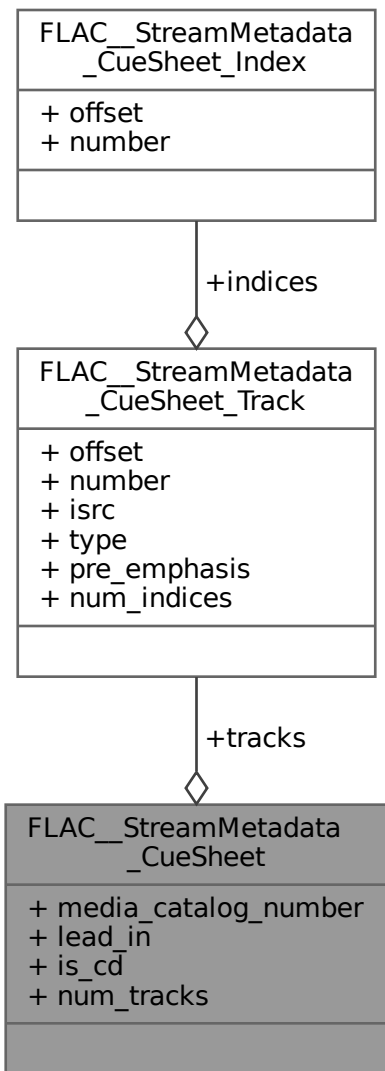 FLAC__StreamMetadata
_CueSheet_Index
+ offset
+ number
+indices
FLAC__StreamMetadata
_CueSheet_Track
+ offset
+ number
+ isrc
+ type
+ pre_emphasis
+ num_indices
+tracks
FLAC__StreamMetadata
_CueSheet
+ media_catalog_number
+ lead_in
+ is_cd
+ num_tracks